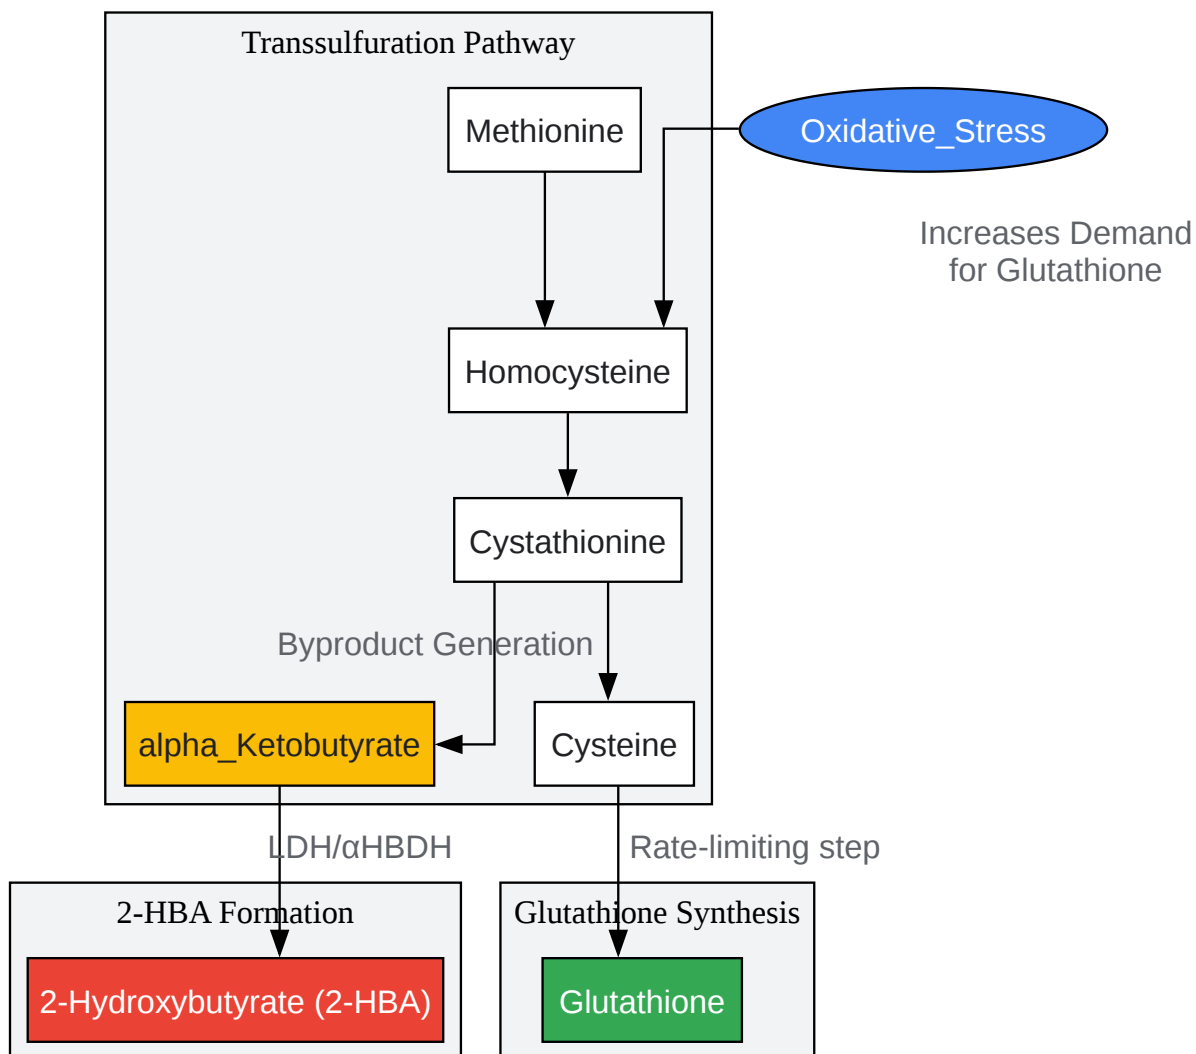 Transsulfuration Pathway
Methionine
Oxidative_Stress
Increases Demand
for Glutathione
Homocysteine
Cystathionine
Byproduct Generation
alpha_Ketobutyrate
Cysteine
LDH/αHBDH
Rate-limiting step
2-HBA Formation
Glutathione Synthesis
2-Hydroxybutyrate (2-HBA)
Glutathione